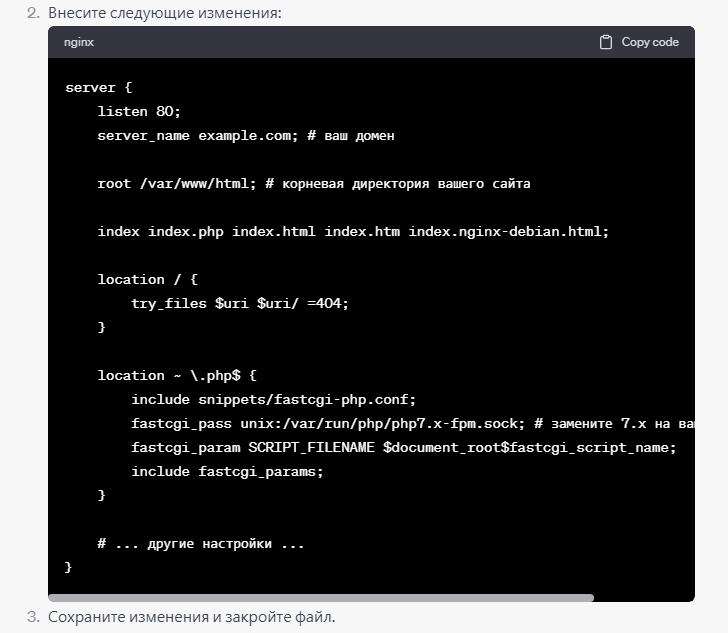 2. Внесите следующие изменения:
nginx
Copy code
server {
    listen 80;
    server_name example.com; # ваш домен

    root /var/www/html; # корневая директория вашего сайта

    index index.php index.html index.htm index.nginx-debian.html;

    location / {
        try_files $uri $uri/ =404;
    }

    location ~ \.php$ {
        include snippets/fastcgi-php.conf;
        fastcgi_pass unix:/var/run/php/php7.x-fpm.sock; # замените 7.x на
        fastcgi_param SCRIPT_FILENAME $document_root$fastcgi_script_name;
        include fastcgi_params;
    }

    # ... другие настройки ...
}
3. Сохраните изменения и закройте файл.